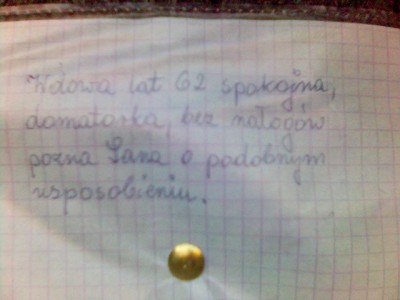 Wdowa lat 62 spokojna,
domatorka, bez nałogów
pozna Pana o podobnym
usposobieniu.